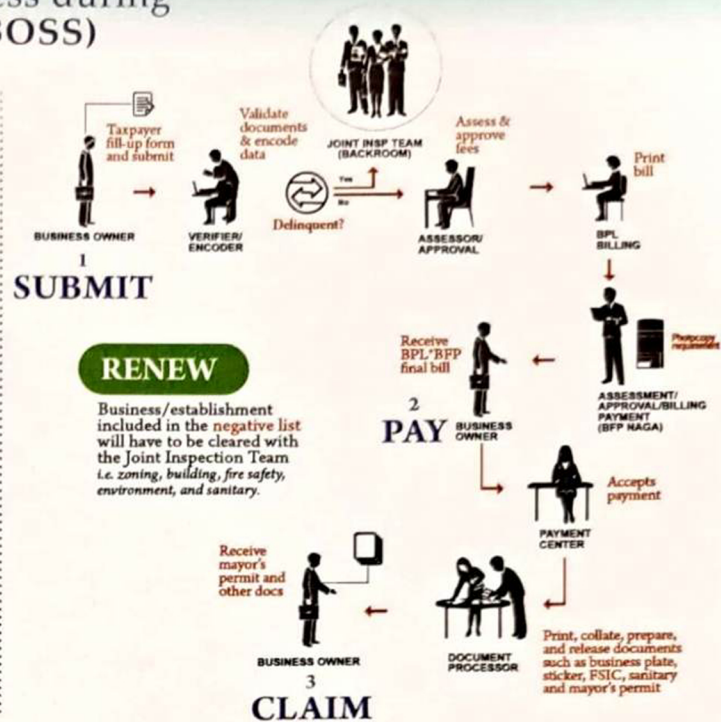 during
OSS)
Taxpayer
fill-up form
and submit
BUSINESS OWNER
1
SUBMIT
Validate
documents
& encode
data
VERIFIER/
ENCODER
JOINT INSP TEAM
(BACKROOM)
Yes
No
Delinquent?
Assess &
approve
fees
ASSESSOR/
APPROVAL
Print
bill
BPL
BILLING
Photocopy
requirement
ASSESSMENT/
APPROVAL/BILLING
PAYMENT
(BFP NAGA)
Receive
BPL*BFP
final bill
2
PAY
BUSINESS
OWNER
RENEW
Business/establishment
included in the negative list
will have to be cleared with
the Joint Inspection Team
i.e. zoning, building, fire safety,
environment, and sanitary.
Accepts
payment
PAYMENT
CENTER
DOCUMENT
PROCESSOR
Print, collate, prepare,
and release documents
such as business plate,
sticker, FSIC, sanitary
and mayor's permit
Receive
mayor's
permit and
other docs
BUSINESS OWNER
3
CLAIM